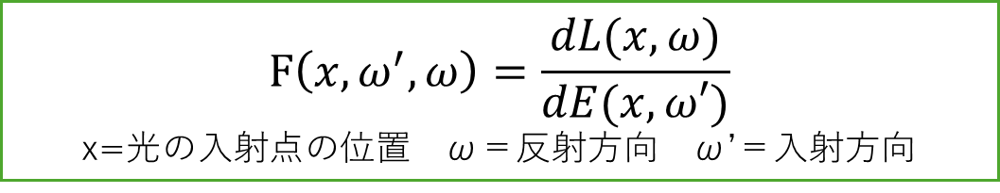 F(x, ω′, ω) = dL(x, ω) / dE(x, ω′)
x=光の入射点の位置　ω＝反射方向　ω’＝入射方向